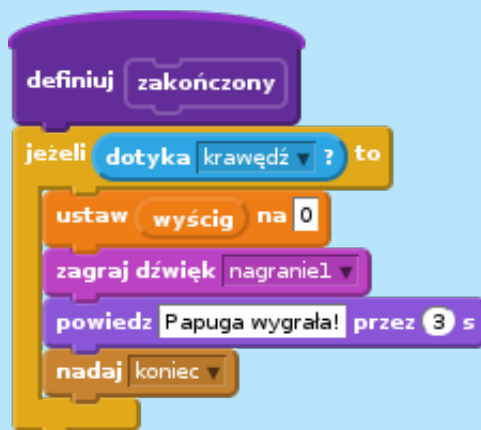 definiuj zakończony
jeżeli dotyka krawędź ? to
ustaw wyścig na 0
zagraj dźwięk nagranie1
powiedz Papuga wygrała! przez 3 s
nadaj koniec